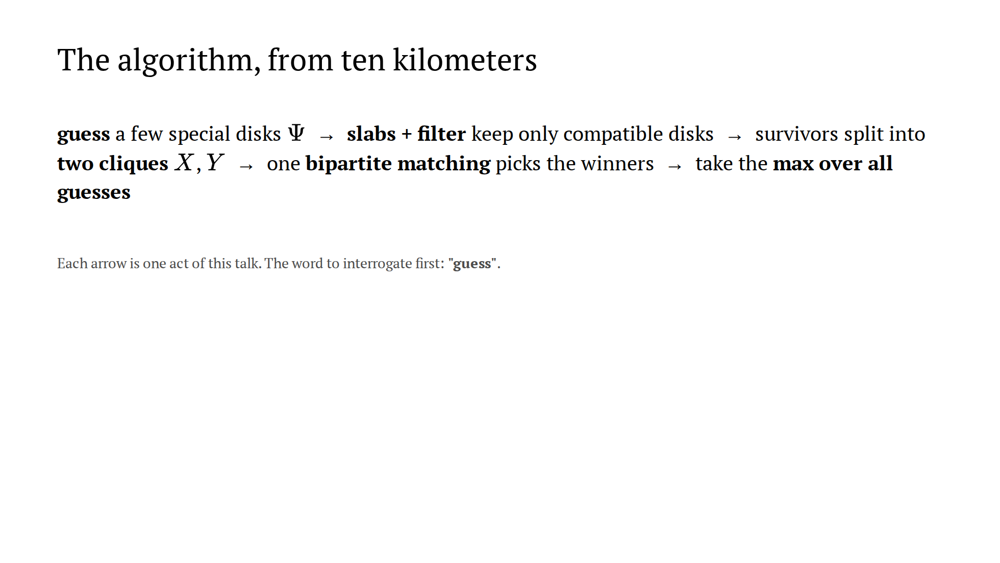 The algorithm, from ten kilometers
guess a few special disks Ψ → slabs + filter keep only compatible disks → survivors split into
two cliques X, Y → one bipartite matching picks the winners → take the max over all
guesses
Each arrow is one act of this talk. The word to interrogate first: "guess".